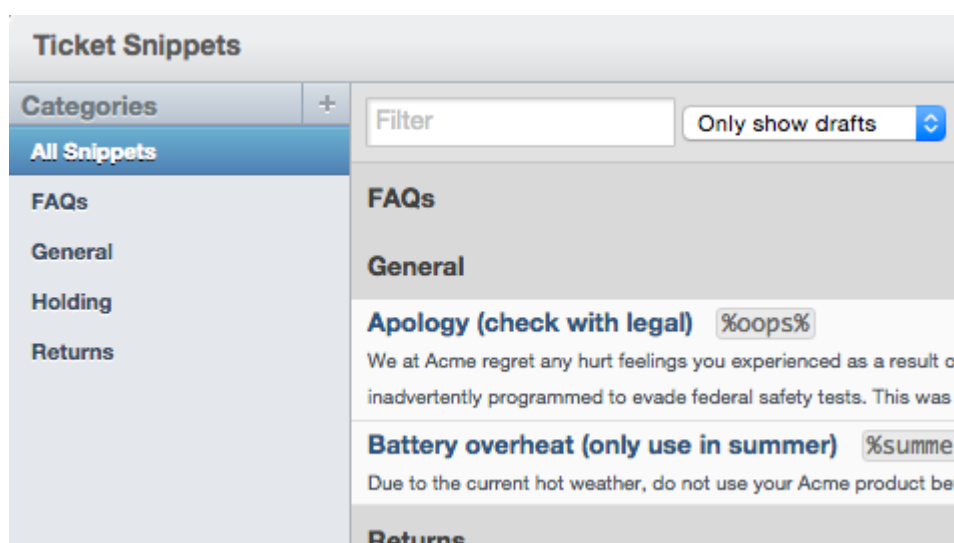 Ticket Snippets
Categories +
All Snippets
FAQs
General
Holding
Returns
Filter Only show drafts
FAQs
General
Apology (check with legal) %oops%
We at Acme regret any hurt feelings you experienced as a result
inadvertently programmed to evade federal safety tests. This was
Battery overheat (only use in summer) %summe
Due to the current hot weather, do not use your Acme product be
Returns